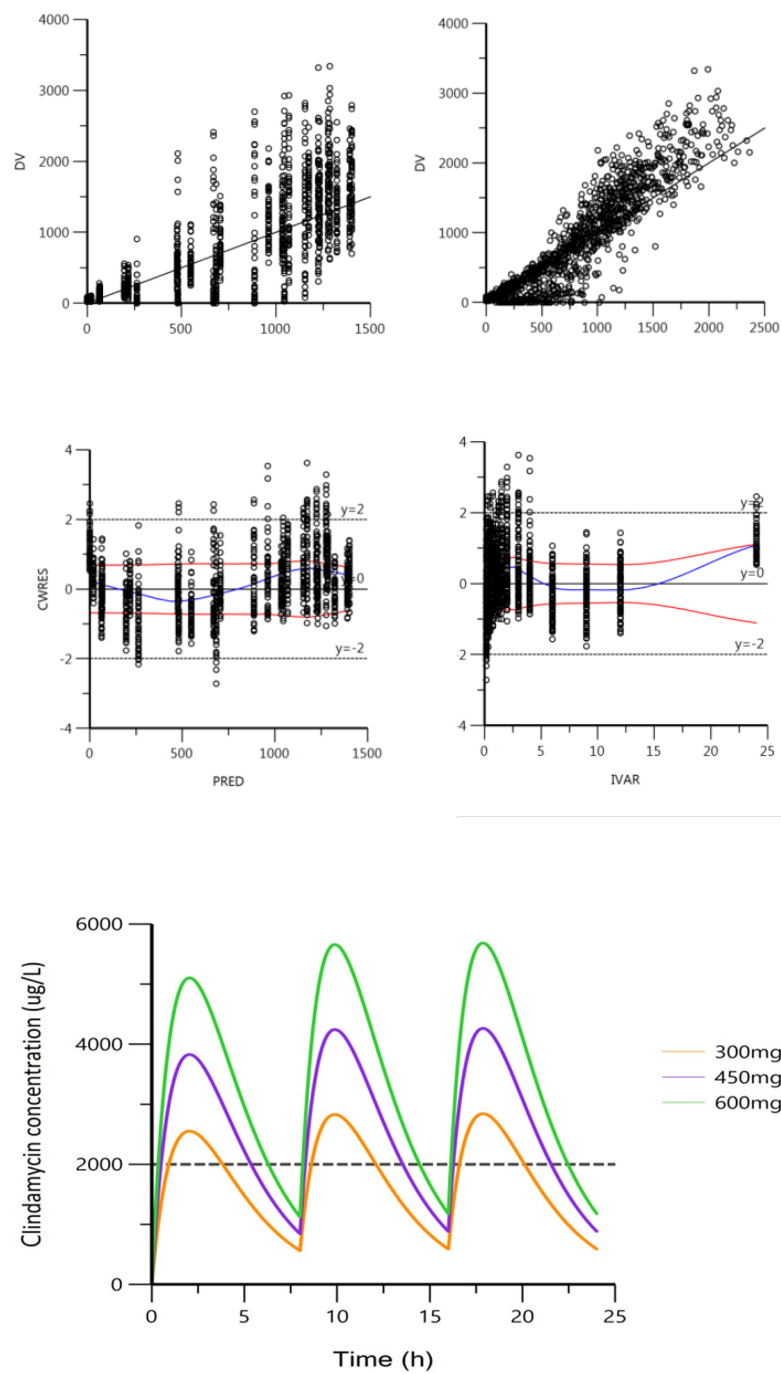 4000
3000
DV
2000
1000
0
0 500 1000 1500
4000
3000
DV
2000
1000
0
0 500 1000 1500 2000 2500
4
y=2
2
CWRES
y=0
0
-2
y=-2
-4
0 500 1000 1500
PRED
4
y=2
2
y=0
0
2
y=-2
4
0 5 10 15 20 25
IVAR
6000
4000
2000
0
Clindamycin concentration (ug/L)
300mg
450mg
600mg
0 5 10 15 20 25
Time (h)